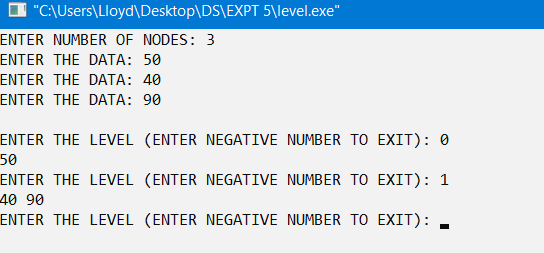 "C:\Users\Lloyd\Desktop\DS\EXPT 5\level.exe"
ENTER NUMBER OF NODES: 3
ENTER THE DATA: 50
ENTER THE DATA: 40
ENTER THE DATA: 90
ENTER THE LEVEL (ENTER NEGATIVE NUMBER TO EXIT): 0
50
ENTER THE LEVEL (ENTER NEGATIVE NUMBER TO EXIT): 1
40 90
ENTER THE LEVEL (ENTER NEGATIVE NUMBER TO EXIT):